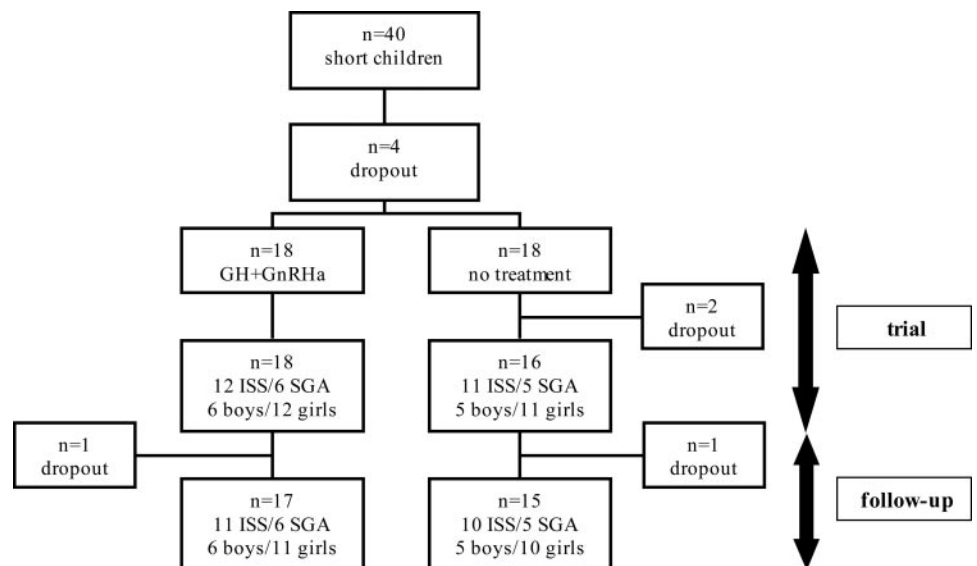 n=40
short children
n=4
dropout
n=18
GH+GnRHa
n=18
no treatment
n=2
dropout
trial
n=18
12 ISS/6 SGA
6 boys/12 girls
n=16
11 ISS/5 SGA
5 boys/11 girls
n=1
dropout
n=1
dropout
follow-up
n=17
11 ISS/6 SGA
6 boys/11 girls
n=15
10 ISS/5 SGA
5 boys/10 girls